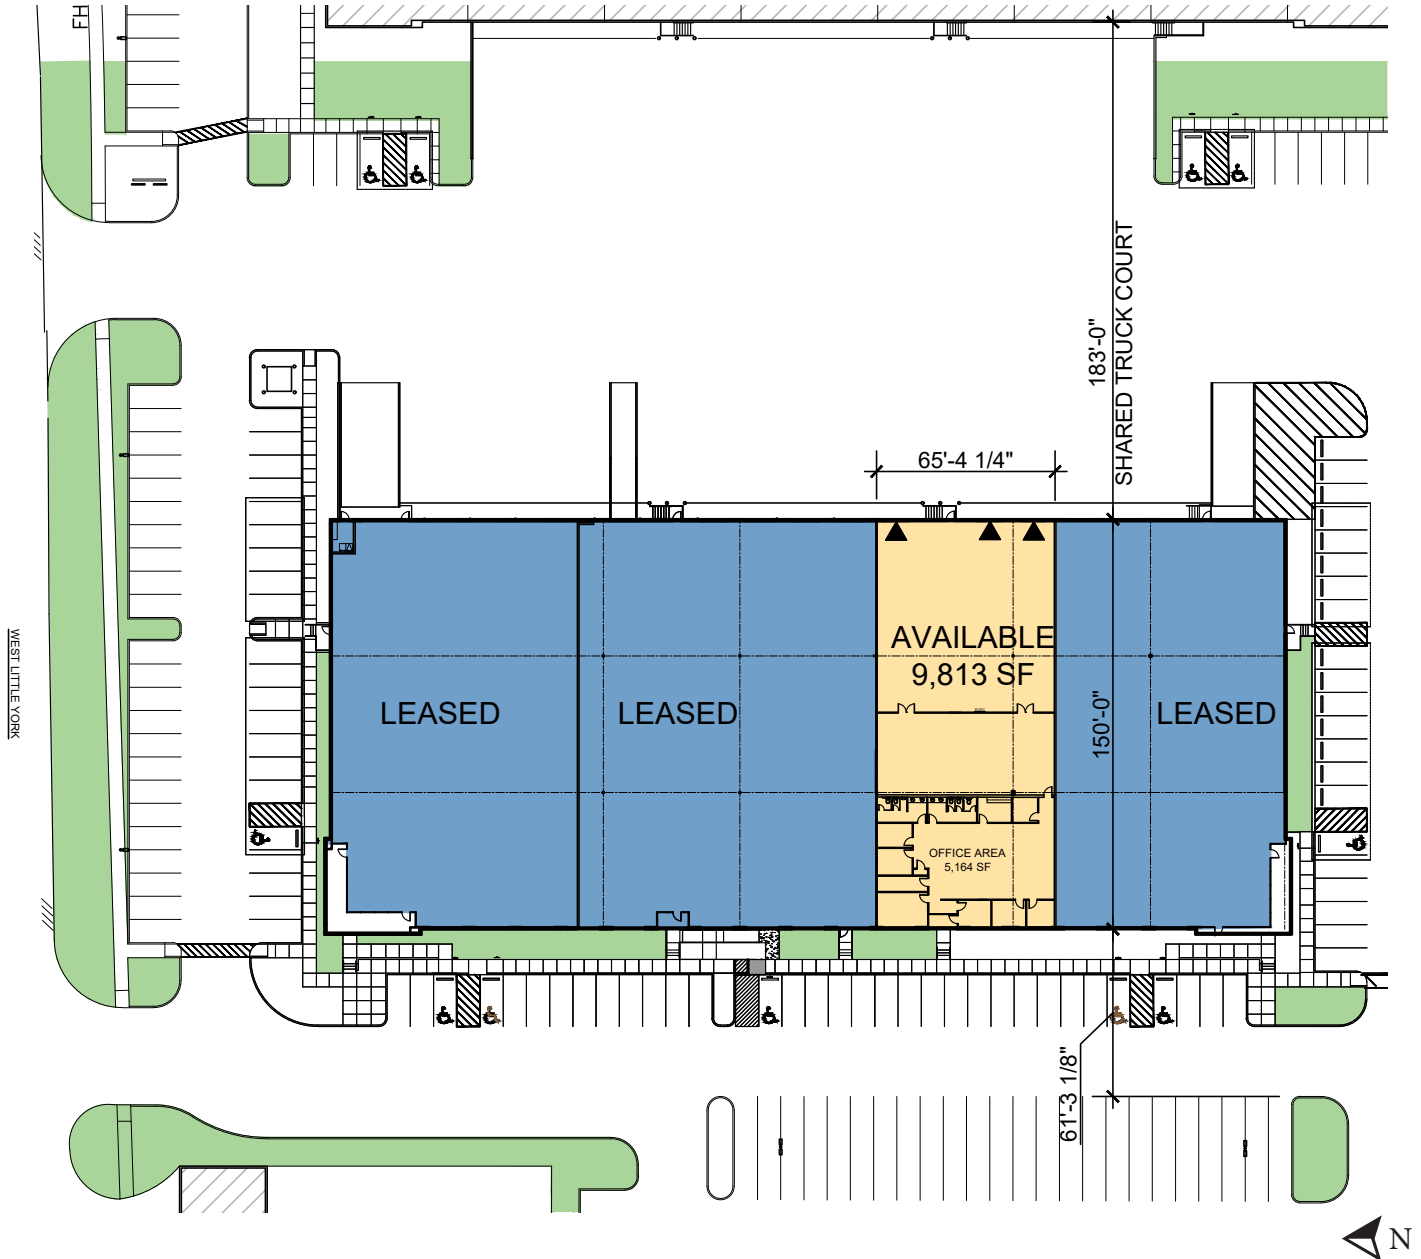 FH
183'-0"
SHARED TRUCK COURT
65'-4 1/4"
AVAILABLE
9,813 SF
WEST LITTLE YORK
LEASED
LEASED
LEASED
150'-0"
OFFICE AREA
5,164 SF
61'-3 1/8"
N